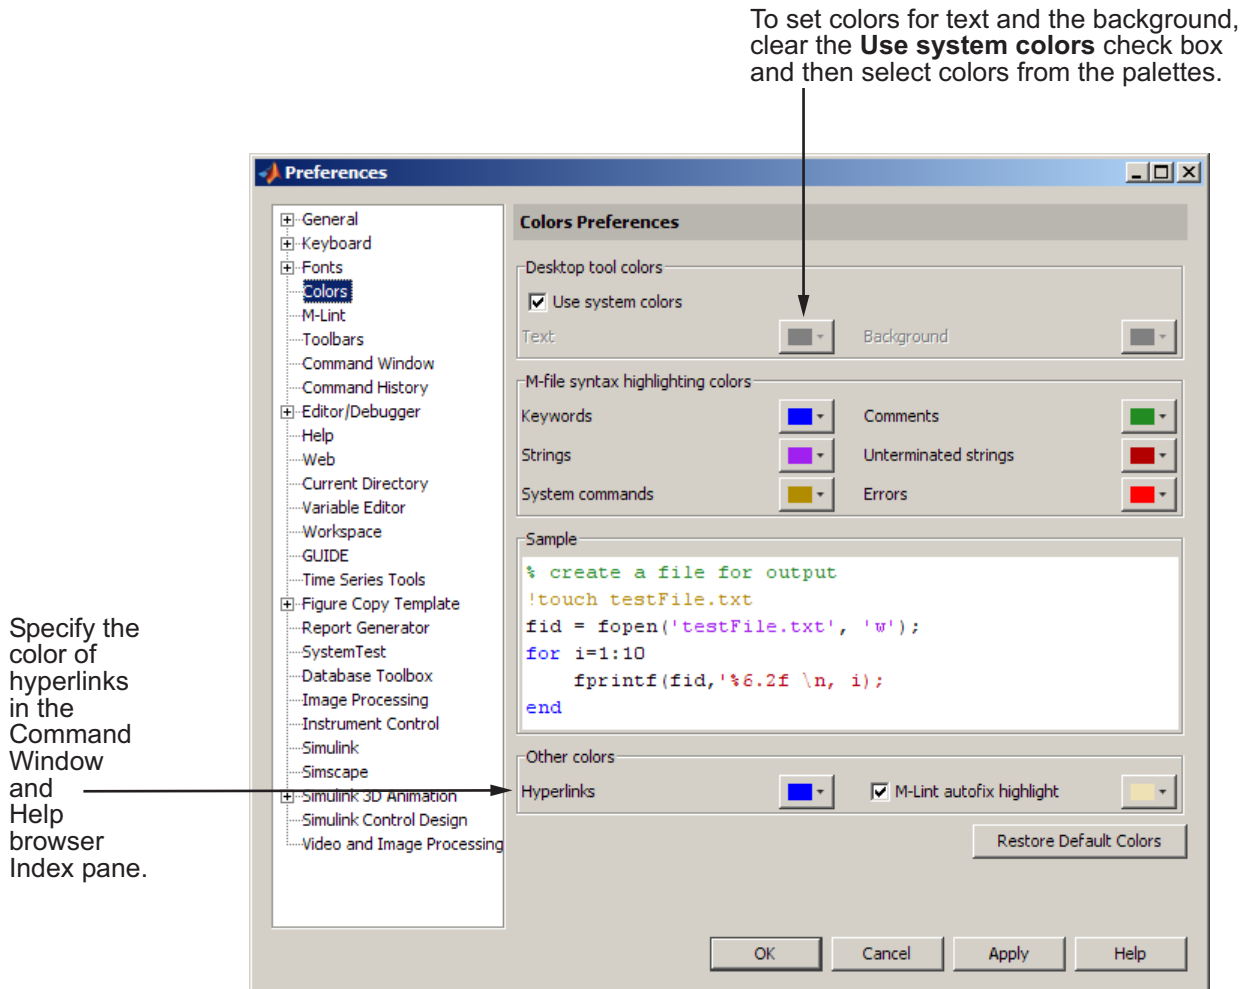 To set colors for text and the background,
clear the Use system colors check box
and then select colors from the palettes.
Preferences
General
Keyboard
Fonts
Colors
M-Lint
Toolbars
Command Window
Command History
Editor/Debugger
Help
Web
Current Directory
Variable Editor
Workspace
GUIDE
Time Series Tools
Figure Copy Template
Report Generator
SystemTest
Database Toolbox
Image Processing
Instrument Control
Simulink
Simscape
Simulink 3D Animation
Simulink Control Design
Video and Image Processing
Colors Preferences
Desktop tool colors
Use system colors
Text Background
M-file syntax highlighting colors
Keywords Comments
Strings Unterminated strings
System commands Errors
Sample
% create a file for output
!touch testFile.txt
fid = fopen('testFile.txt', 'w');
for i=1:10
fprintf(fid,'%6.2f \n, i);
end
Other colors
Hyperlinks M-Lint autofix highlight
Restore Default Colors
OK Cancel Apply Help
Specify the
color of
hyperlinks
in the
Command
Window
and
Help
browser
Index pane.